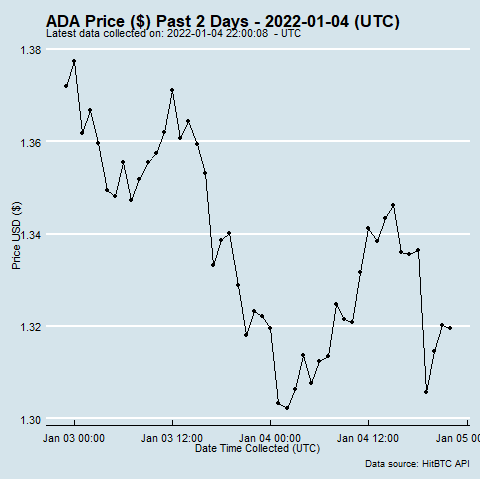 ADA Price ($) Past 2 Days - 2022-01-04 (UTC)
Latest data collected on: 2022-01-04 22:00:08  - UTC
1.38
1.36
1.34
1.32
1.30
Price USD ($)
Jan 03 00:00 Jan 03 12:00 Jan 04 00:00 Jan 04 12:00 Jan 05 0
Date Time Collected (UTC)
Data source: HitBTC API